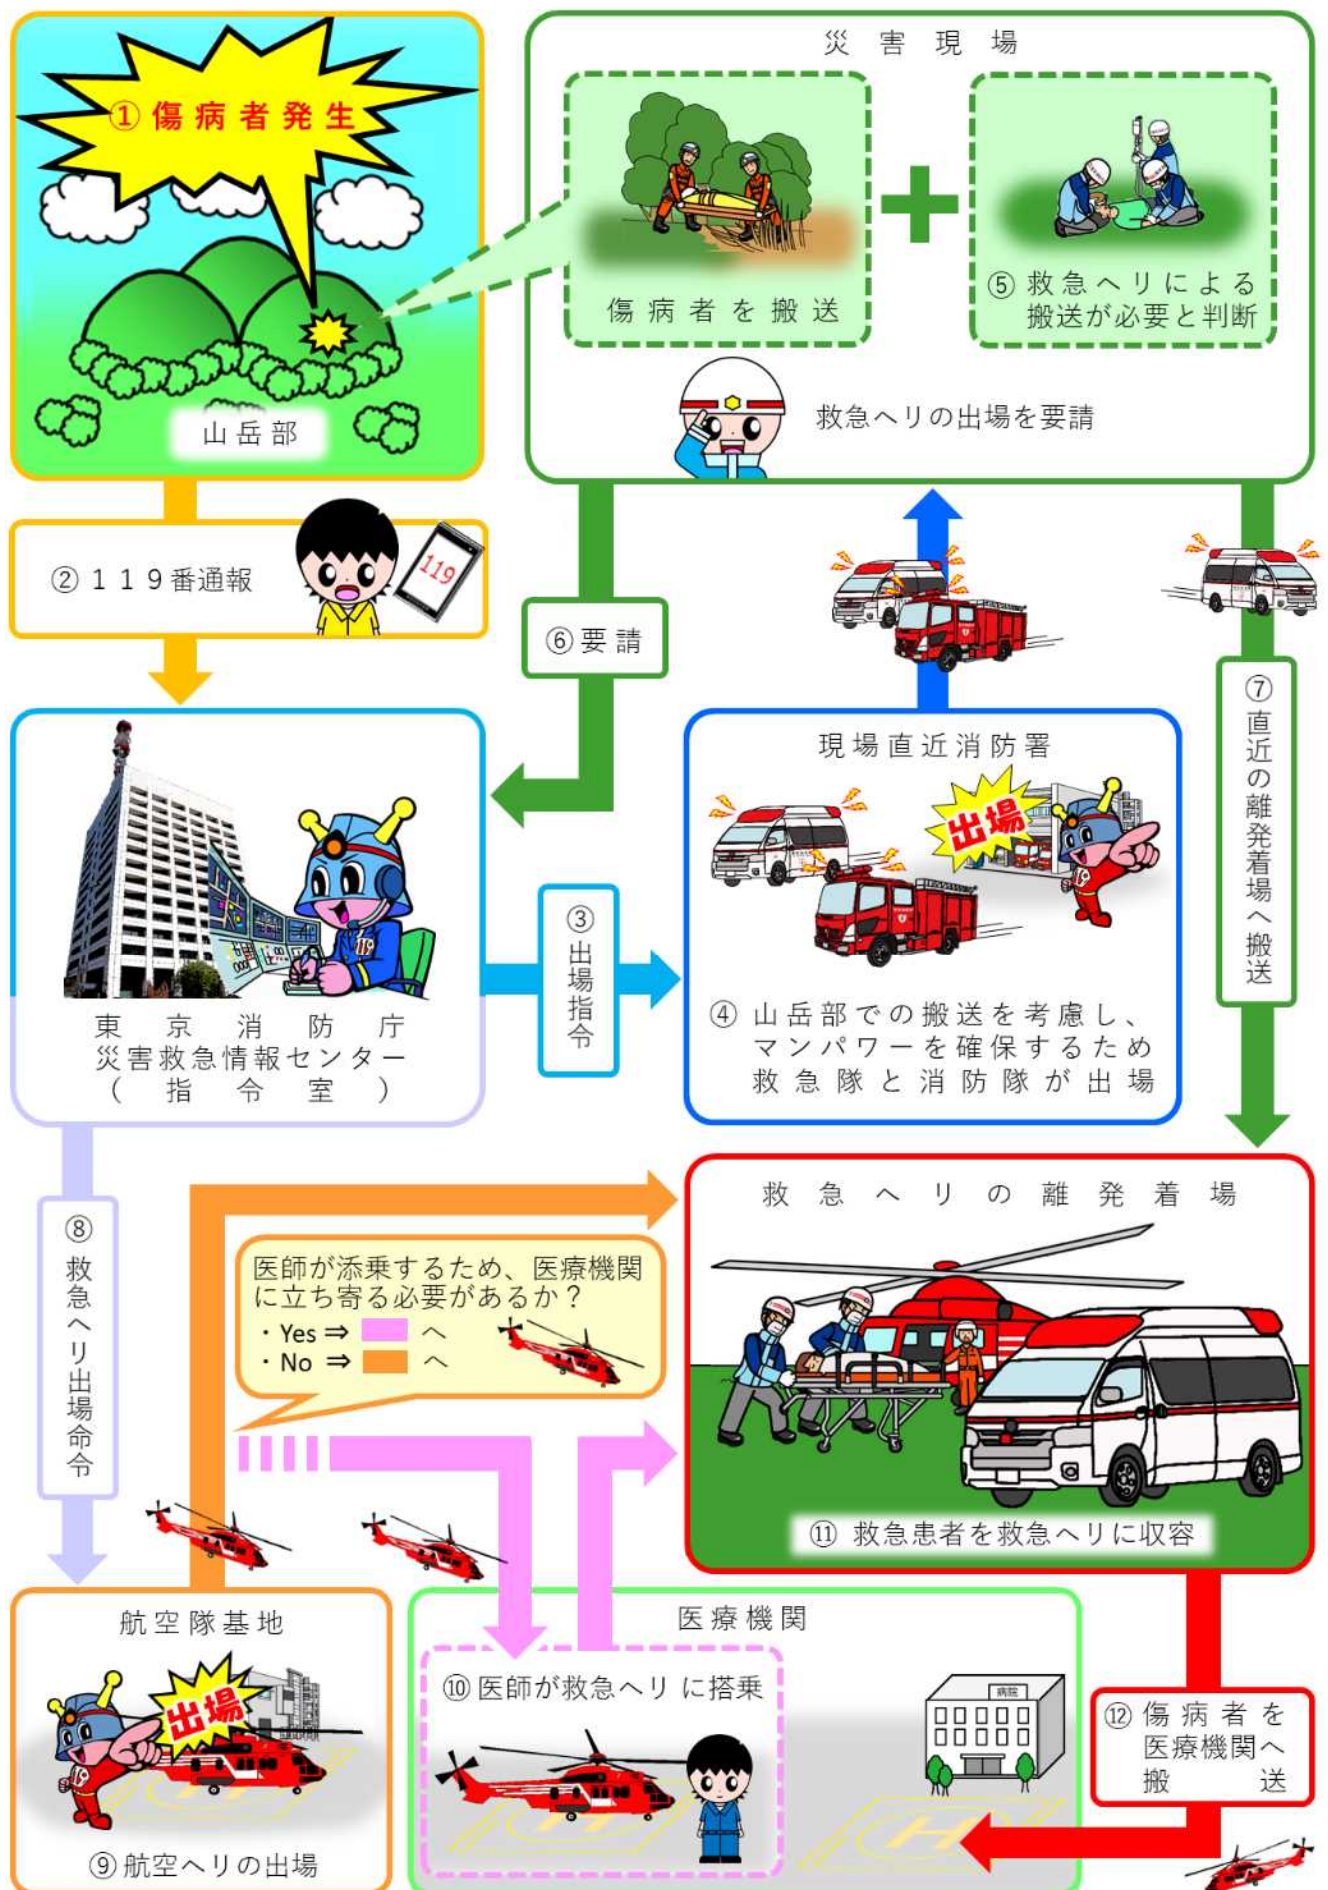 ①傷病者発生
山岳部
②１１９番通報
119
災害現場
傷病者を搬送
⑤救急ヘリによる
搬送が必要と判断
救急ヘリの出場を要請
⑥要請
⑦直近の離発着場へ搬送
119
東京消防庁
災害救急情報センター
（指令室）
③出場指令
現場直近消防署
出場
④山岳部での搬送を考慮し、
マンパワーを確保するため
救急隊と消防隊が出場
⑧救急ヘリ出場命令
医師が添乗するため、医療機関
に立ち寄る必要があるか？
・Yes ⇒ へ
・No ⇒ へ
救急ヘリの離発着場
⑪救急患者を救急ヘリに収容
航空隊基地
出場
⑨航空ヘリの出場
医療機関
⑩医師が救急ヘリに搭乗
病院
H
⑫傷病者を
医療機関へ
搬送